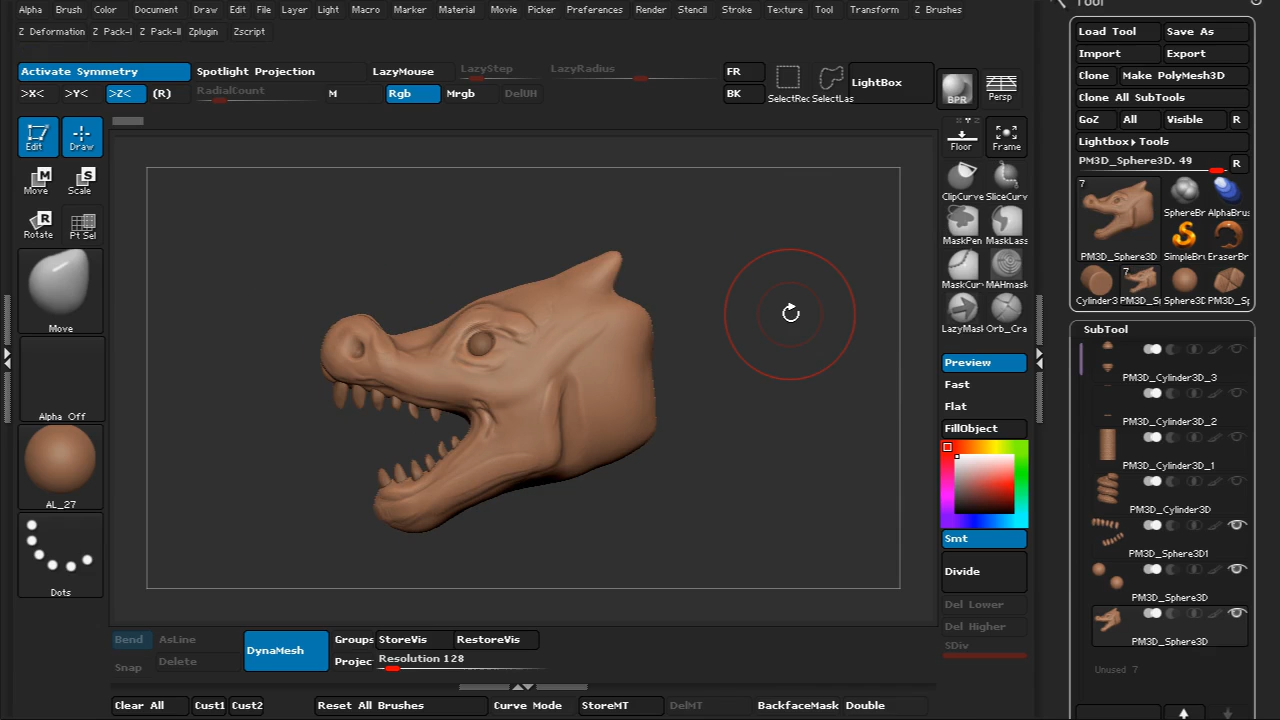 Alpha Brush Color Document Draw Edit File Layer Light Macro Marker Material Movie Picker Preferences Render Stencil Stroke Texture Tool Transform Z Brushes
Z Deformation Z Pack-I Z Pack-II Zplugin Zscript
Activate Symmetry Spotlight Projection LazyMouse LazyStep LazyRadius FR
>X< >Y< >Z< (R) RadialCount M Rgb Mrgb DelUH BK
SelectRec SelectLas LightBox BPR Persp
Edit Draw Floor Frame
Move Scale ClipCurve SliceCurv
Rotate Pt Sel MaskPen MaskLass
Move MaskCur MAHmask
LazyMask Orb_Cra
Alpha Off
AL_27
Dots
Preview
Fast
Flat
FillObject
Smt
Divide
Del Lower
Del Higher
SDiv
Bend AsLine DynaMesh Groups StoreVis RestoreVis
Snap Delete Projec Resolution 128
Clear All Cust1 Cust2 Reset All Brushes Curve Mode StoreMT DelMT BackfaceMask Double
Tool
Load Tool Save As
Import Export
Clone Make PolyMesh3D
Clone All SubTools
GoZ All Visible R
Lightbox▸Tools
PM3D_Sphere3D. 49 R
7
SphereBr AlphaBrus
PM3D_Sphere3D SimpleBr EraserBr
7
Cylinder3 PM3D_S Sphere3D PM3D_Sp
SubTool
PM3D_Cylinder3D_3
PM3D_Cylinder3D_2
PM3D_Cylinder3D_1
PM3D_Cylinder3D
PM3D_Sphere3D1
PM3D_Sphere3D
PM3D_Sphere3D
Unused 7